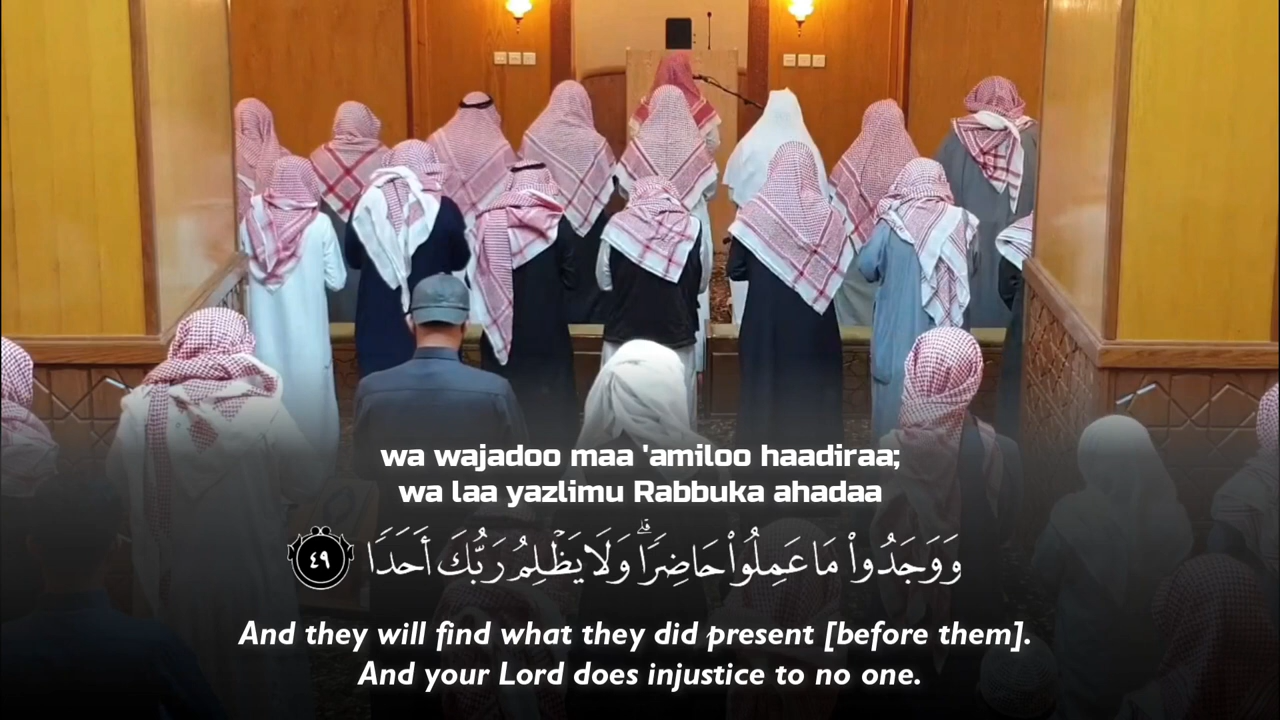 wa wajadoo maa 'amiloo haadiraa;
wa laa yazlimu Rabbuka ahadaa
وَوَجَدُوا۟ مَا عَمِلُوا۟ حَاضِرًۭا ۗ وَلَا يَظْلِمُ رَبُّكَ أَحَدًۭا ٤٩
And they will find what they did present [before them].
And your Lord does injustice to no one.